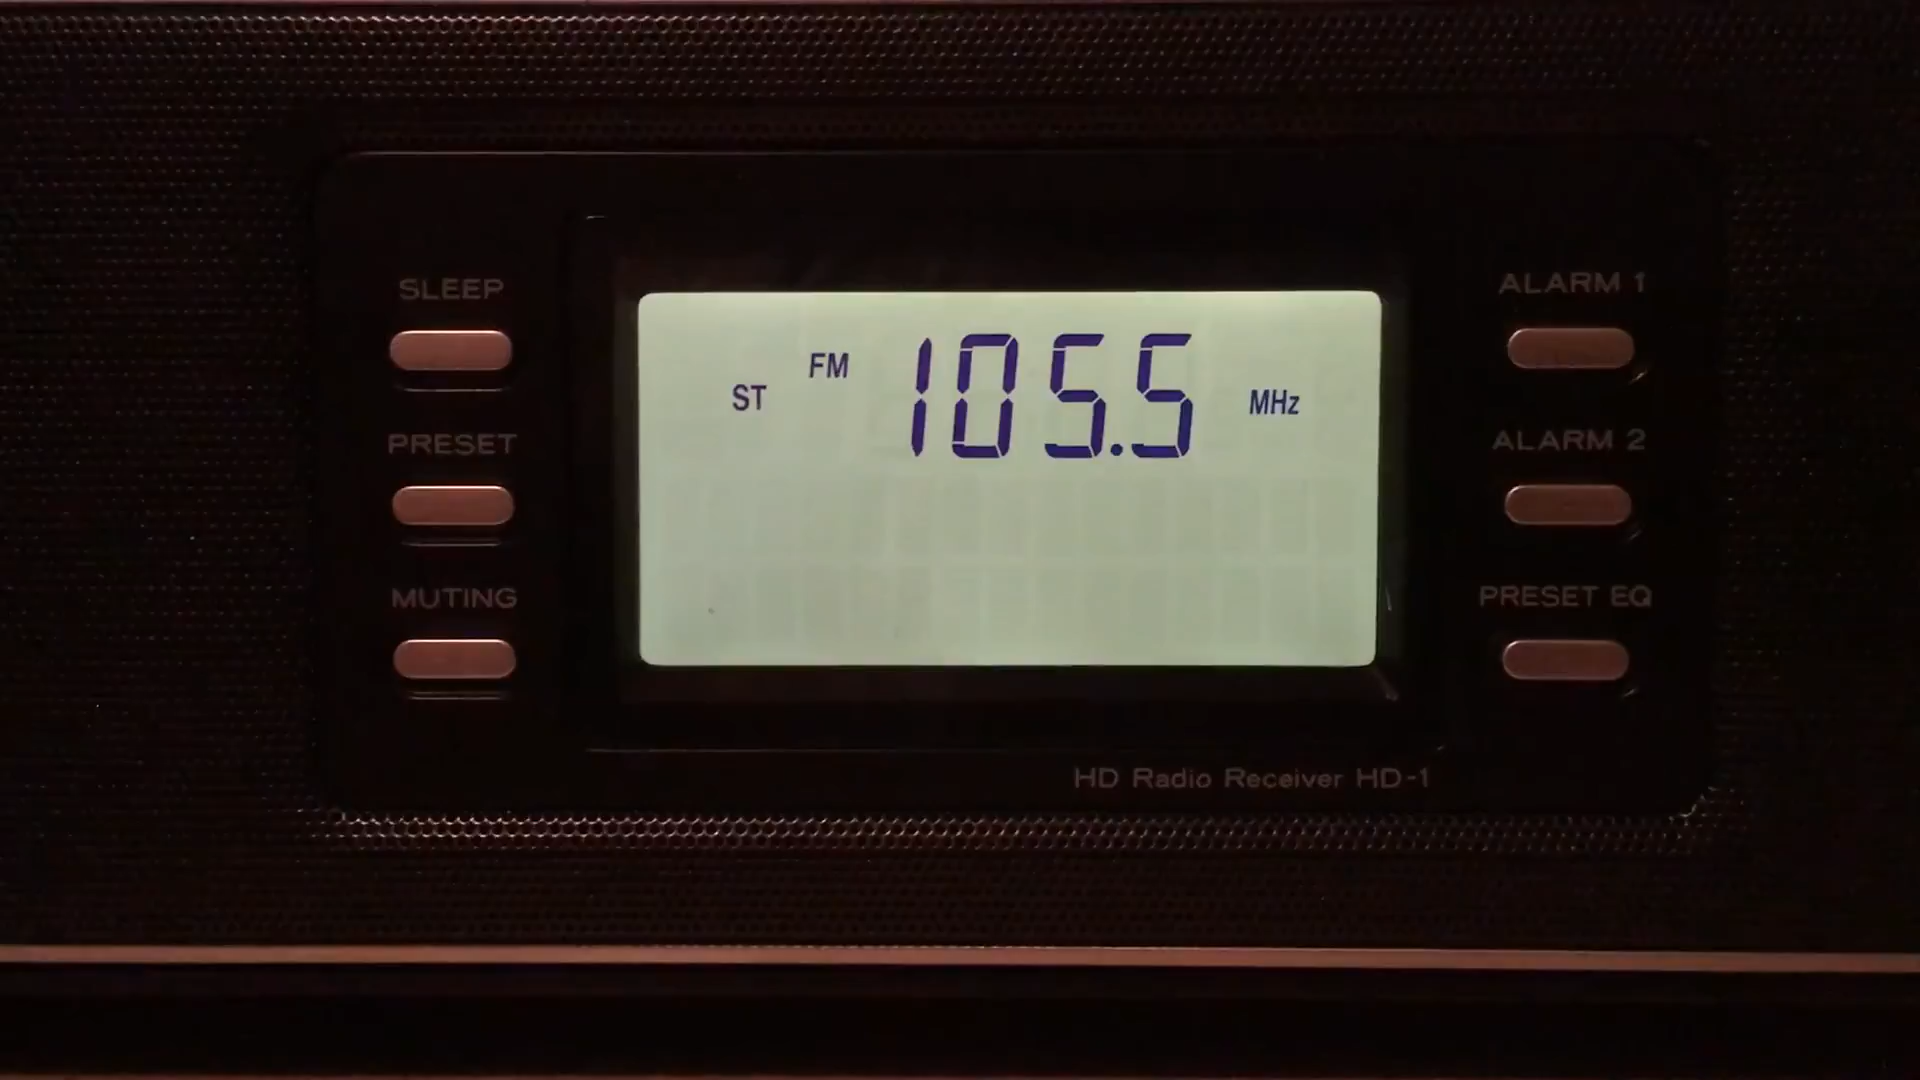 SLEEP
PRESET
MUTING
FM 105.5
ST
MHz
ALARM 1
ALARM 2
PRESET EQ
HD Radio Receiver HD-1